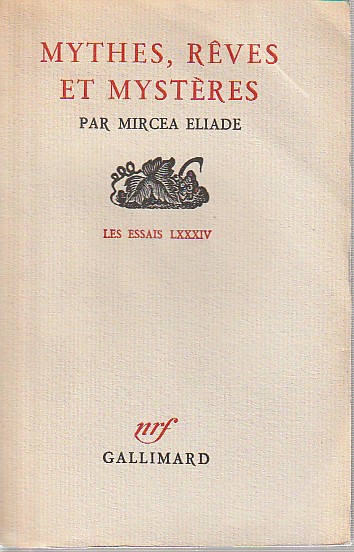 MYTHES, RÊVES
ET MYSTÈRES
PAR MIRCEA ELIADE
LES ESSAIS LXXXIV
nrf
GALLIMARD